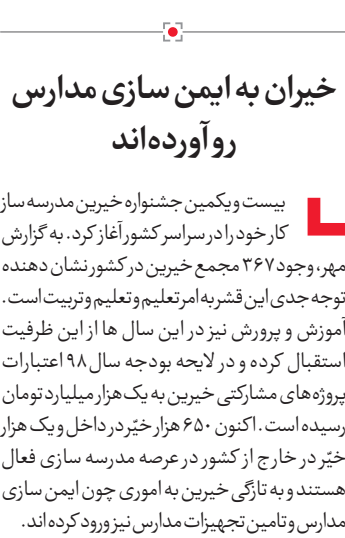 خیران به ایمن سازی مدارس
روآورده‌اند
بیست و یکمین جشنواره خیرین مدرسه ساز
کار خود را در سراسر کشور آغاز کرد. به گزارش
مهر، وجود ۳۶۷ مجمع خیرین در کشور نشان دهنده
توجه جدی این قشر به امر تعلیم و تعلیم و تربیت است.
آموزش و پرورش نیز در این سال ها از این ظرفیت
استقبال کرده و در لایحه بودجه سال ۹۸ اعتبارات
پروژه‌های مشارکتی خیرین به یک هزار میلیارد تومان
رسیده است. اکنون ۶۵۰ هزار خیّر در داخل و یک هزار
خیّر در خارج از کشور در عرصه مدرسه سازی فعال
هستند و به تازگی خیرین به اموری چون ایمن سازی
مدارس و تامین تجهیزات مدارس نیز ورود کرده اند.